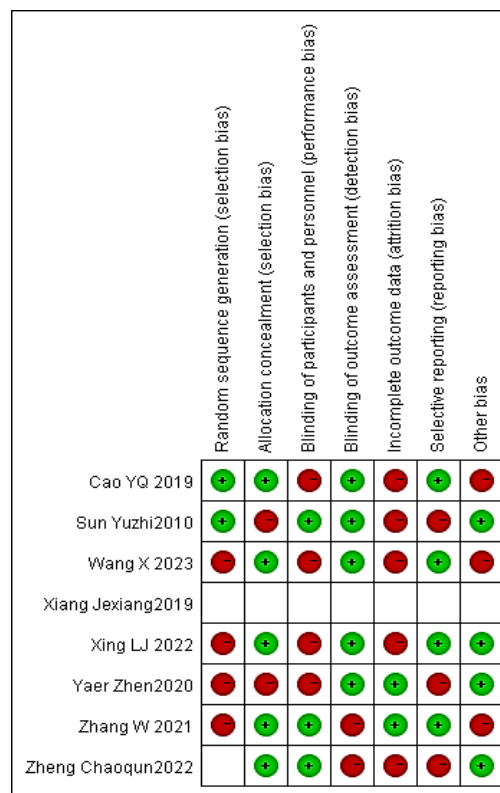 Random sequence generation (selection bias)
Allocation concealment (selection bias)
Blinding of participants and personnel (performance bias)
Blinding of outcome assessment (detection bias)
Incomplete outcome data (attrition bias)
Selective reporting (reporting bias)
Other bias
Cao YQ 2019 + + - + - + -
Sun Yuzhi2010 + - + + - - +
Wang X 2023 - + - + - + -
Xiang Jexiang2019
Xing LJ 2022 - + - + - + +
Yaer Zhen2020 - - - + + - +
Zhang W 2021 - + + - + + +
Zheng Chaoqun2022 + + - - - +